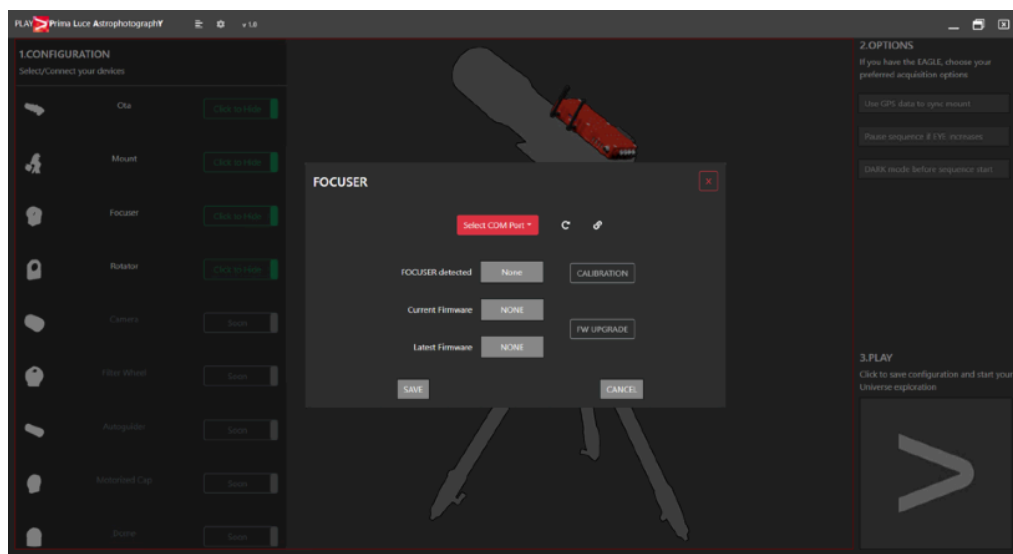 PLAY Prima Luce AstrophotographY v 1.0
1.CONFIGURATION
Select/Connect your devices
Ota Click to Hide
Mount Click to Hide
Focuser Click to Hide
Rotator Click to Hide
Camera Soon
Filter Wheel Soon
Autoguider Soon
Motorized Cap Soon
Dome Soon
FOCUSER
Select COM Port
FOCUSER detected None CALIBRATION
Current Firmware NONE
FW UPGRADE
Latest Firmware NONE
SAVE CANCEL
2.OPTIONS
If you have the EAGLE, choose your
preferred acquisition options
Use GPS data to sync mount
Pause sequence if EYE increases
DARK mode before sequence start
3.PLAY
Click to save configuration and start your
Universe exploration